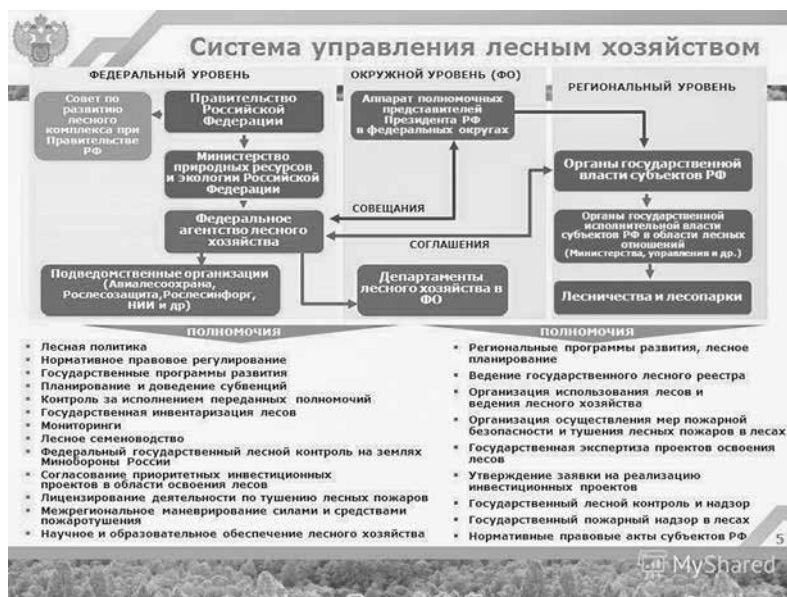 Система управления лесным хозяйством
ФЕДЕРАЛЬНЫЙ УРОВЕНЬ
ОКРУЖНОЙ УРОВЕНЬ (ФО)
РЕГИОНАЛЬНЫЙ УРОВЕНЬ
Совет по
развитию
лесного
комплекса при
Правительстве
РФ
Правительство
Российской
Федерации
Министерство
природных ресурсов
и экологии Российской
Федерации
Федеральное
агентство лесного
хозяйства
Подведомственные организации
(Авиалесоохрана,
Рослесозащита,Рослесинфорг,
НИИ и др)
Аппарат полномочных
представителей
Президента РФ
в федеральных округах
СОВЕЩАНИЯ
СОГЛАШЕНИЯ
Департаменты
лесного хозяйства в
ФО
Органы государственной
власти субъектов РФ
Органы государственной
исполнительной власти
субъектов РФ в области лесных
отношений
(Министерства, управления и др.)
Лесничества и лесопарки
ПОЛНОМОЧИЯ
▪ Лесная политика
▪ Нормативное правовое регулирование
▪ Государственные программы развития
▪ Планирование и доведение субвенций
▪ Контроль за исполнением переданных полномочий
▪ Государственная инвентаризация лесов
▪ Мониторинги
▪ Лесное семеноводство
▪ Федеральный государственный лесной контроль на землях
Минобороны России
▪ Согласование приоритетных инвестиционных
проектов в области освоения лесов
▪ Лицензирование деятельности по тушению лесных пожаров
▪ Межрегиональное маневрирование силами и средствами
пожаротушения
▪ Научное и образовательное обеспечение лесного хозяйства
ПОЛНОМОЧИЯ
▪ Региональные программы развития, лесное
планирование
▪ Ведение государственного лесного реестра
▪ Организация использования лесов и
ведения лесного хозяйства
▪ Организация осуществления мер пожарной
безопасности и тушения лесных пожаров в лесах
▪ Государственная экспертиза проектов освоения
лесов
▪ Утверждение заявки на реализацию
инвестиционных проектов
▪ Государственный лесной контроль и надзор
▪ Государственный пожарный надзор в лесах
▪ Нормативные правовые акты субъектов РФ
5
MyShared